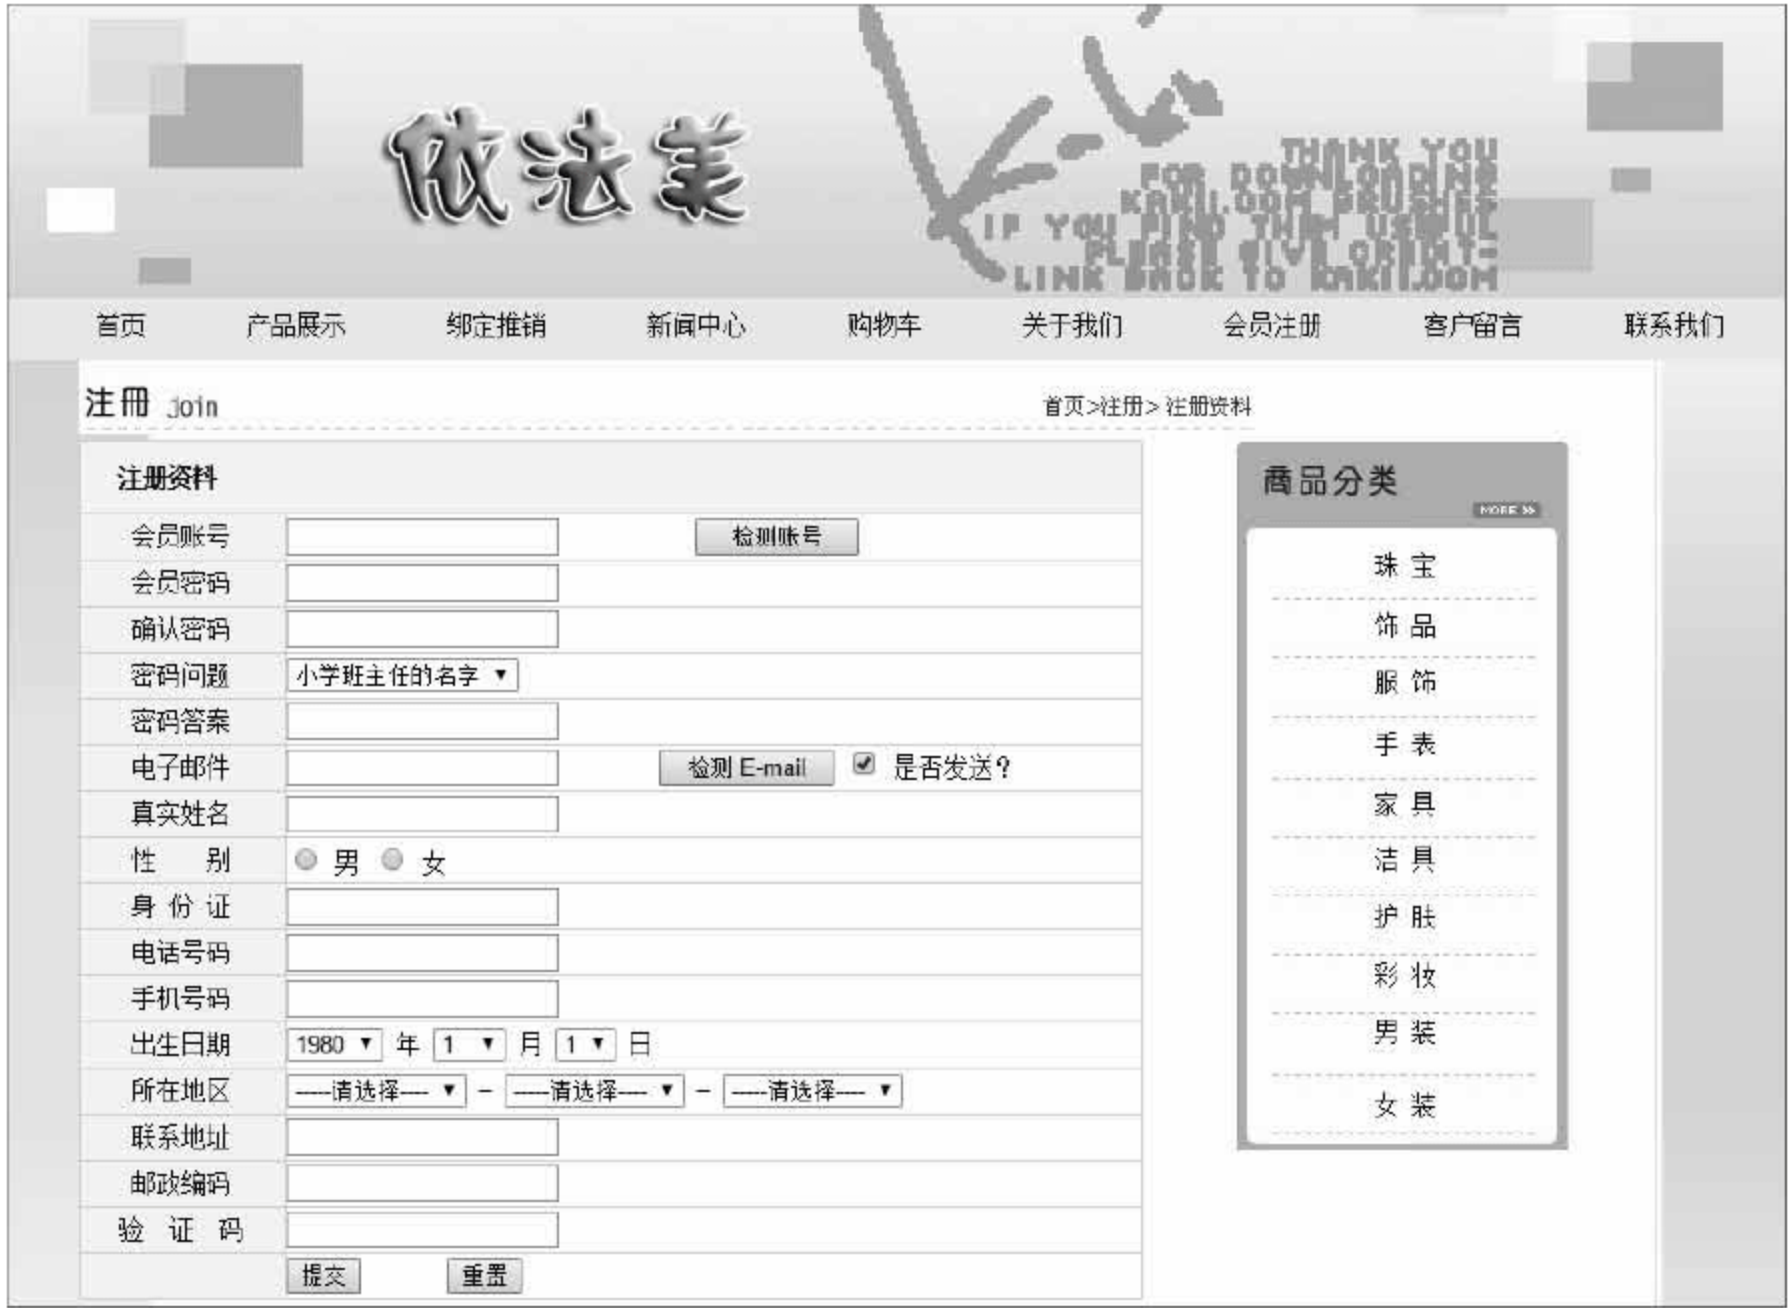 依法美
THANK YOU
FOR DOWNLOADING
KAKII.COM BRUSHES
IF YOU FIND THEM USEFUL
PLEASE GIVE CREDIT=
LINK BACK TO KAKII.COM
首页 产品展示 绑定推销 新闻中心 购物车 关于我们 会员注册 客户留言 联系我们
注冊 join 首页>注册> 注册资料
注册资料
会员账号 检测账号
会员密码
确认密码
密码问题 小学班主任的名字
密码答案
电子邮件 检测 E-mail 是否发送?
真实姓名
性 别 男 女
身 份 证
电话号码
手机号码
出生日期 1980 年 1 月 1 日
所在地区 -----请选择---- - -----请选择---- - -----请选择----
联系地址
邮政编码
验 证 码
提交 重置
商品分类
MORE >>
珠 宝
饰 品
服 饰
手 表
家 具
洁 具
护 肤
彩 妆
男 装
女 装